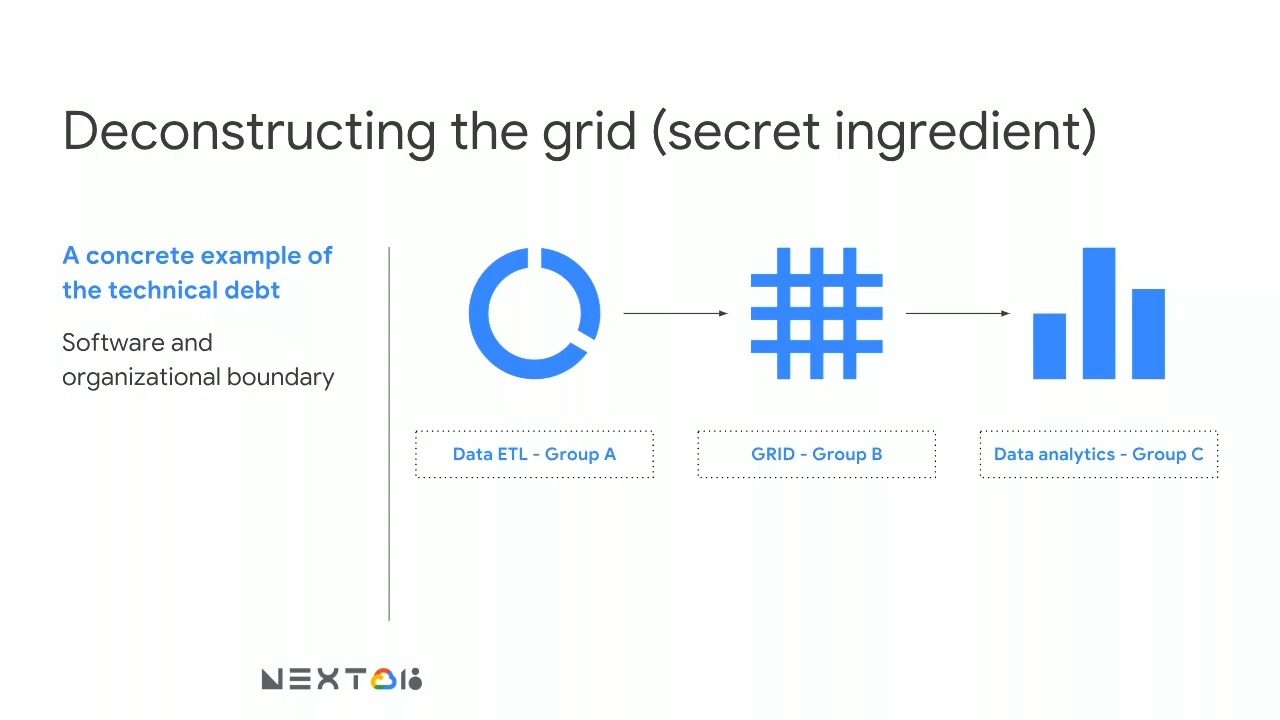 Deconstructing the grid (secret ingredient)
A concrete example of
the technical debt
Software and
organizational boundary
Data ETL - Group A
GRID - Group B
Data analytics - Group C
NEXT 18